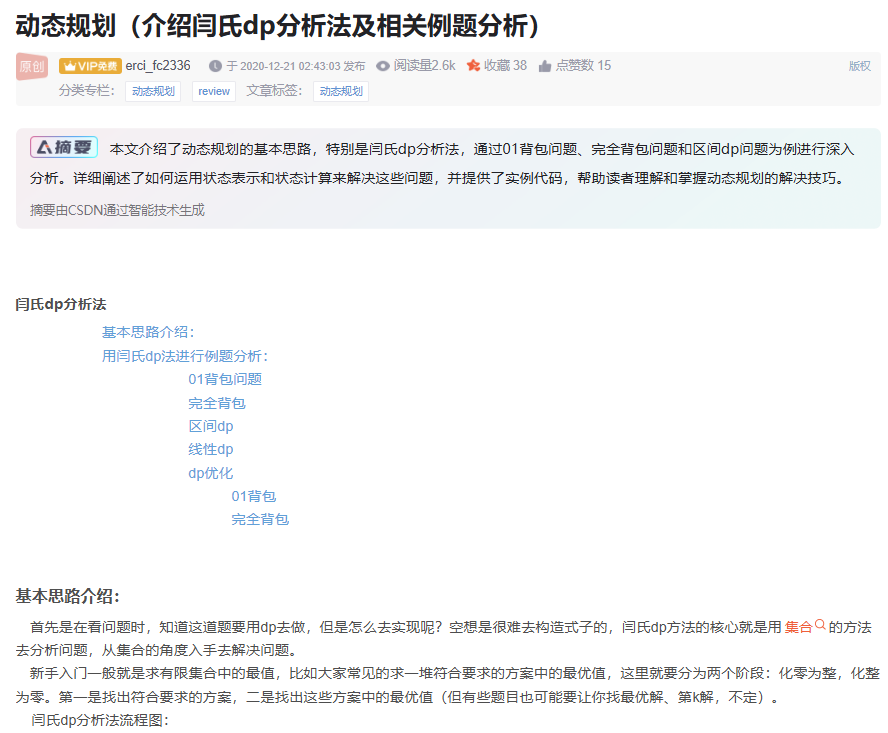 动态规划（介绍闫氏dp分析法及相关例题分析）
原创 VIP免费 erci_fc2336 于 2020-12-21 02:43:03 发布 阅读量2.6k 收藏 38 点赞数 15 版权
分类专栏： 动态规划 review 文章标签： 动态规划
摘要 本文介绍了动态规划的基本思路，特别是闫氏dp分析法，通过01背包问题、完全背包问题和区间dp问题为例进行深入
分析。详细阐述了如何运用状态表示和状态计算来解决这些问题，并提供了实例代码，帮助读者理解和掌握动态规划的解决技巧。
摘要由CSDN通过智能技术生成
闫氏dp分析法
基本思路介绍：
用闫氏dp法进行例题分析：
01背包问题
完全背包
区间dp
线性dp
dp优化
01背包
完全背包
基本思路介绍：
首先是在看问题时，知道这道题要用dp去做，但是怎么去实现呢？空想是很难去构造式子的，闫氏dp方法的核心就是用 集合 的方法
去分析问题，从集合的角度入手去解决问题。
新手入门一般就是求有限集合中的最值，比如大家常见的求一堆符合要求的方案中的最优值，这里就要分为两个阶段：化零为整，化整
为零。第一是找出符合要求的方案，二是找出这些方案中的最优值（但有些题目也可能要让你找最优解、第k解，不定）。
闫氏dp分析法流程图：